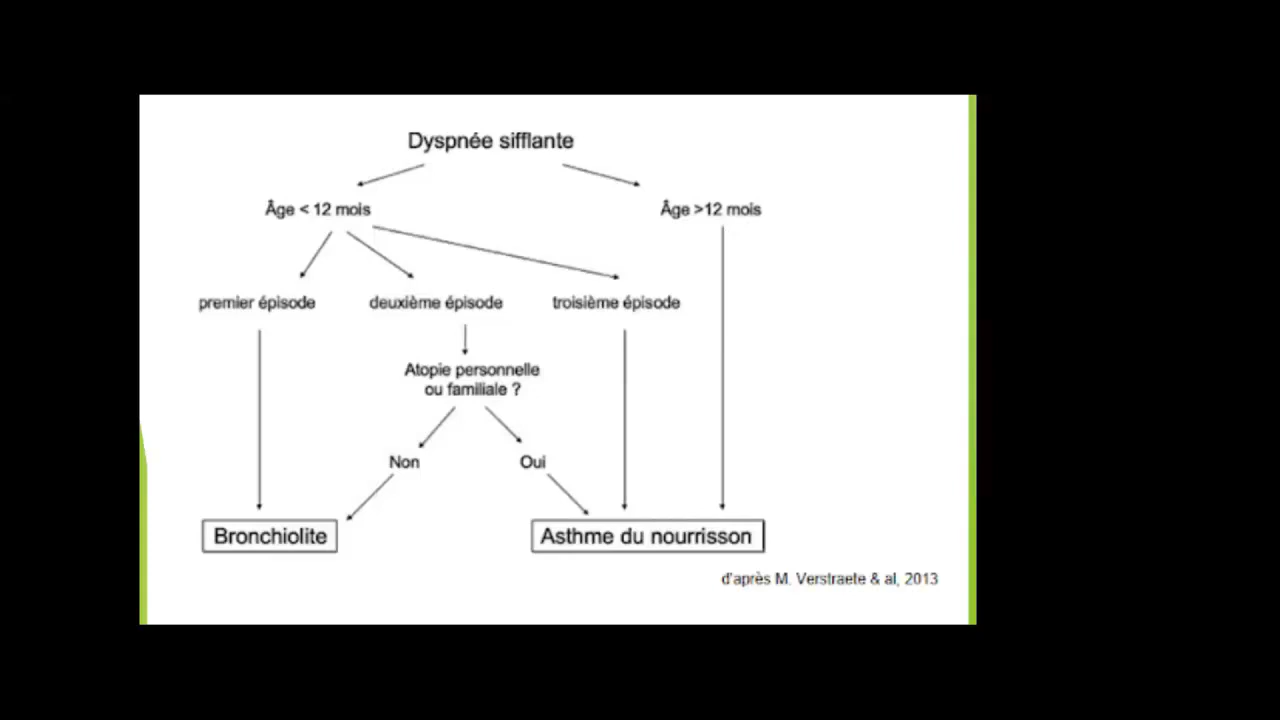 Dyspnée sifflante
Âge < 12 mois
Âge >12 mois
premier épisode
deuxième épisode
troisième épisode
Atopie personnelle
ou familiale ?
Non
Oui
Bronchiolite
Asthme du nourrisson
d'après M. Verstraete & al, 2013